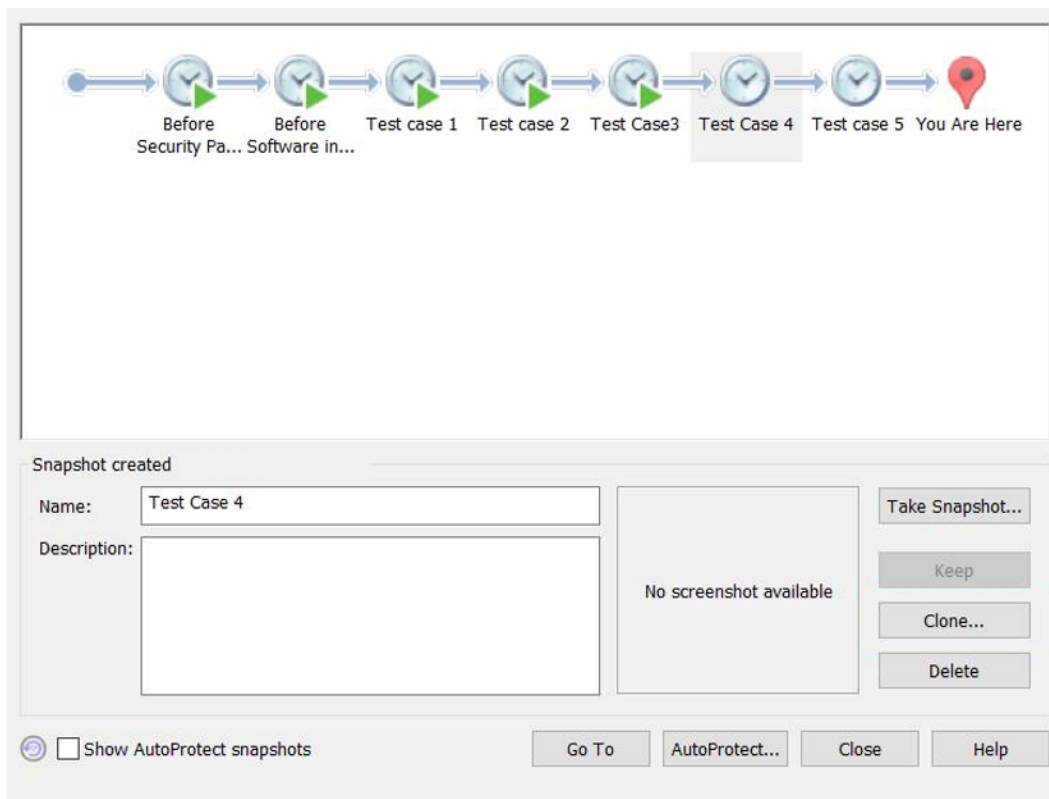 Before
Security Pa...
Before
Software in...
Test case 1
Test case 2
Test Case3
Test Case 4
Test case 5
You Are Here
Snapshot created
Name:
Test Case 4
Description:
No screenshot available
Take Snapshot...
Keep
Clone...
Delete
Show AutoProtect snapshots
Go To
AutoProtect...
Close
Help